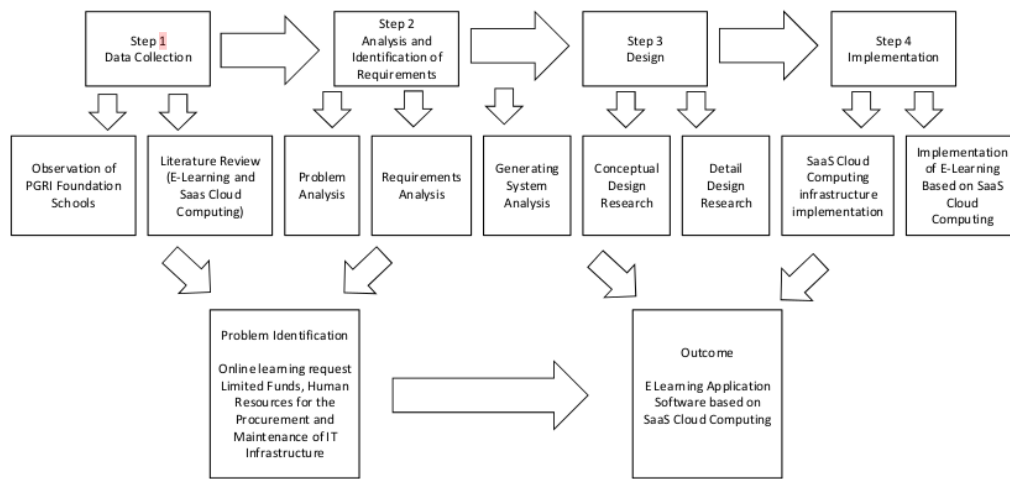 Step 1
Data Collection
Step 2
Analysis and
Identification of
Requirements
Step 3
Design
Step 4
Implementation
Observation of
PGRI Foundation
Schools
Literature Review
(E-Learning and
Saas Cloud
Computing)
Problem
Analysis
Requirements
Analysis
Generating
System
Analysis
Conceptual
Design
Research
Detail
Design
Research
SaaS Cloud
Computing
infrastructure
implementation
Implementation
of E-Learning
Based on SaaS
Cloud
Computing
Problem Identification
Online learning request
Limited Funds, Human
Resources for the
Procurement and
Maintenance of IT
Infrastructure
Outcome
E Learning Application
Software based on
SaaS Cloud Computing